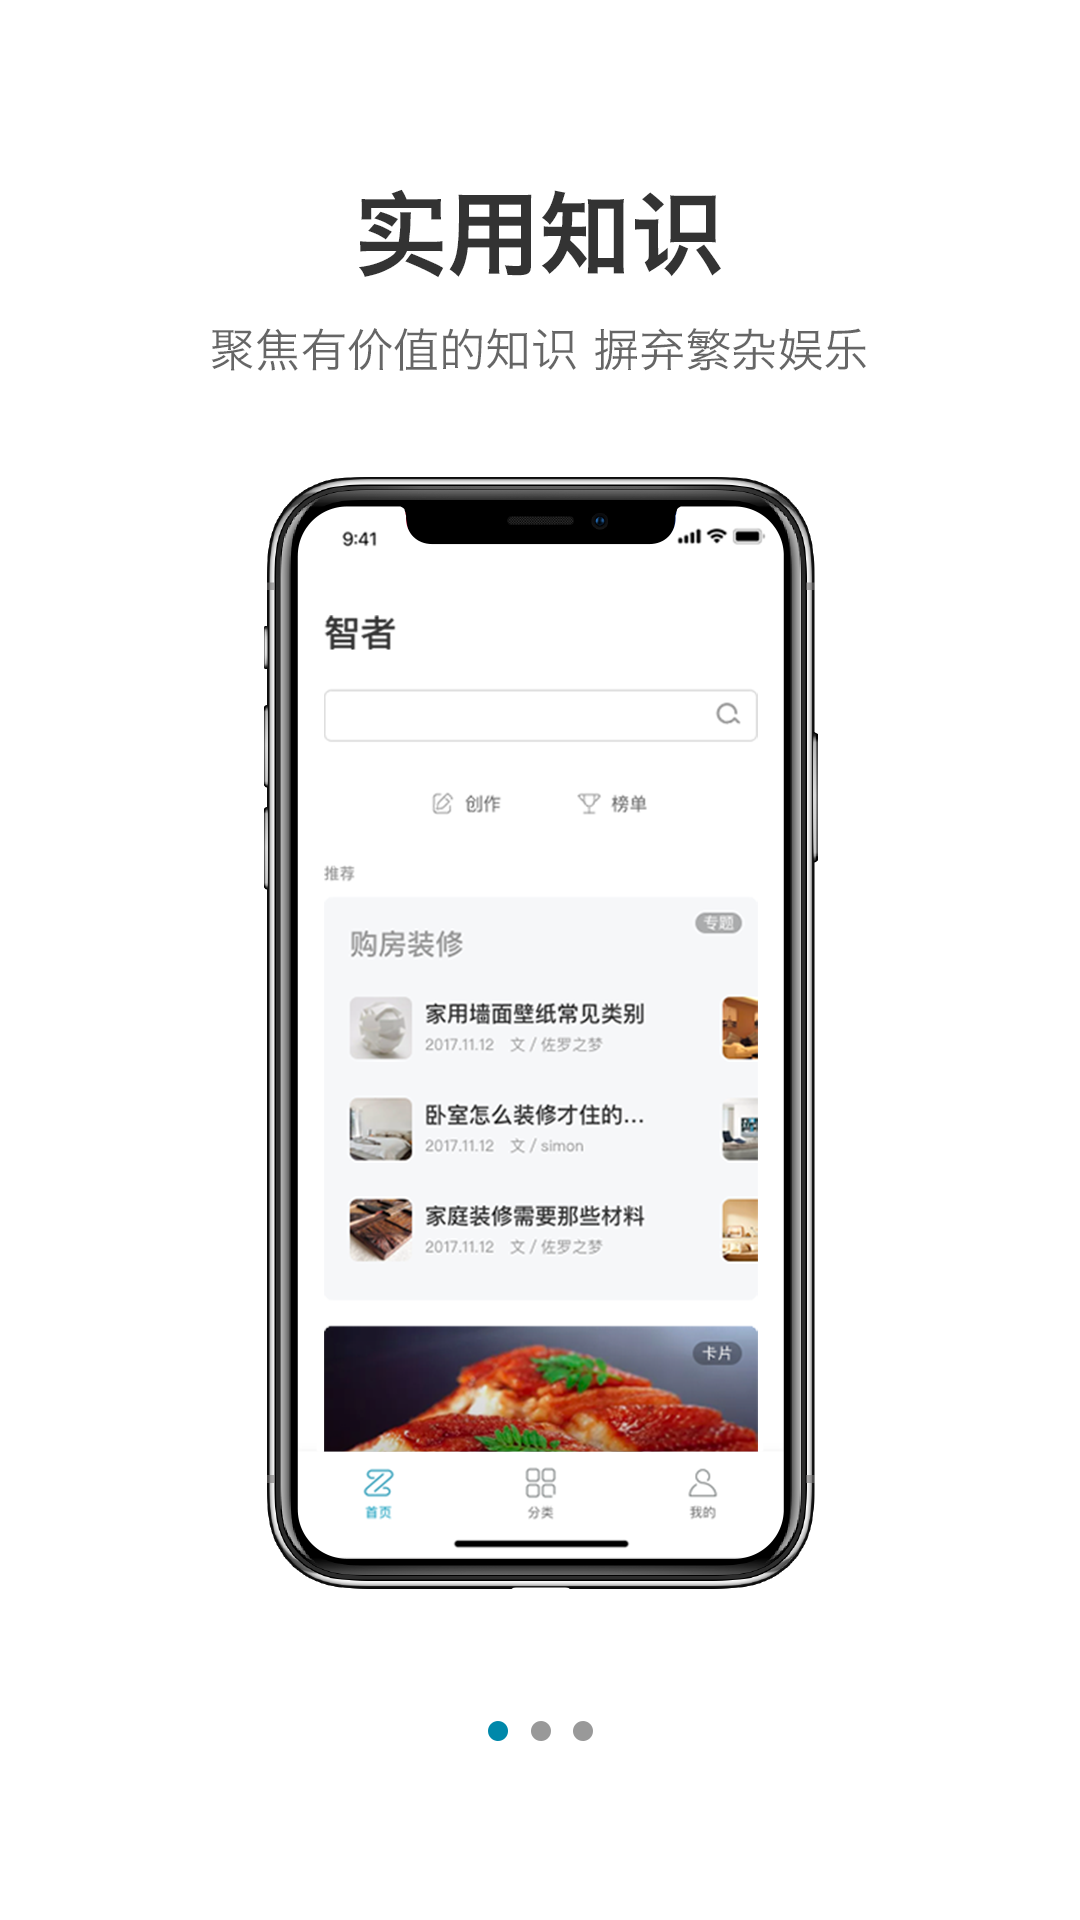 实用知识
聚焦有价值的知识 摒弃繁杂娱乐
9:41
智者
创作 榜单
推荐
专题
购房装修
家用墙面壁纸常见类别
2017.11.12 文 / 佐罗之梦
卧室怎么装修才住的...
2017.11.12 文 / simon
家庭装修需要那些材料
2017.11.12 文 / 佐罗之梦
卡片
首页 分类 我的